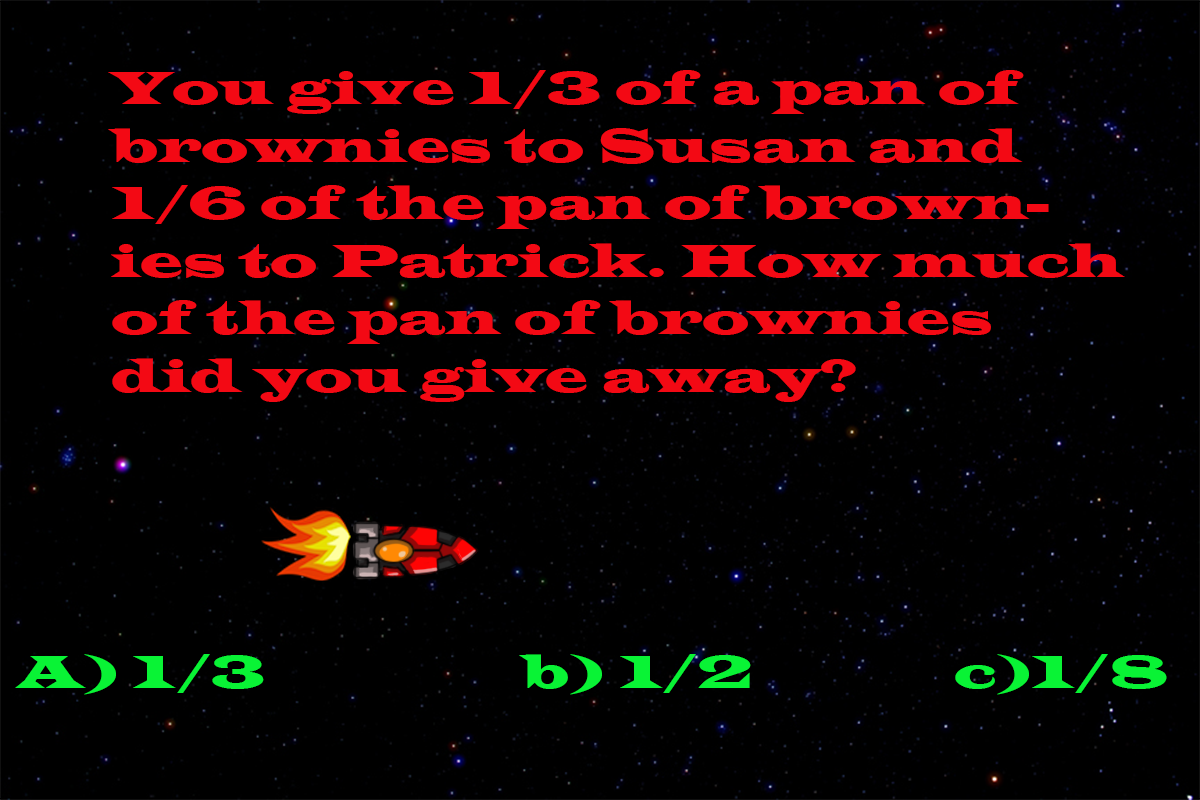 You give 1/3 of a pan of
brownies to Susan and
1/6 of the pan of brown-
ies to Patrick. How much
of the pan of brownies
did you give away?
A) 1/3 b) 1/2 c)1/8